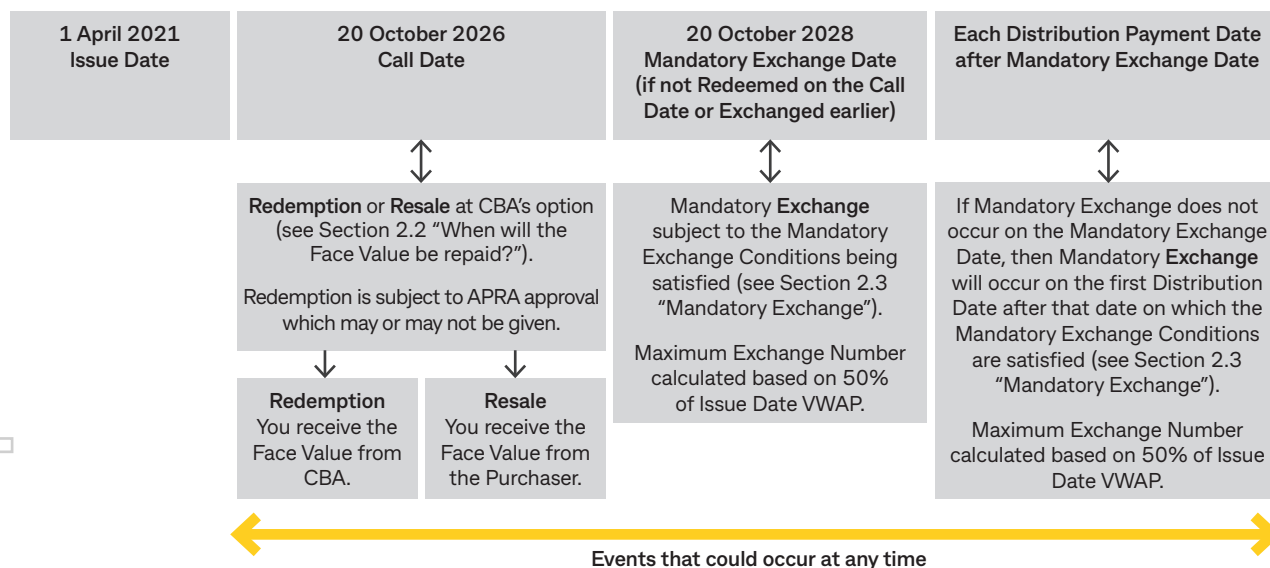 1 April 2021
Issue Date
20 October 2026
Call Date
20 October 2028
Mandatory Exchange Date
(if not Redeemed on the Call
Date or Exchanged earlier)
Each Distribution Payment Date
after Mandatory Exchange Date
Redemption or Resale at CBA's option
(see Section 2.2 “When will the
Face Value be repaid?”).
Redemption is subject to APRA approval
which may or may not be given.
Redemption
You receive the
Face Value from
CBA.
Resale
You receive the
Face Value from
the Purchaser.
Mandatory Exchange
subject to the Mandatory
Exchange Conditions being
satisfied (see Section 2.3
“Mandatory Exchange”).
Maximum Exchange Number
calculated based on 50%
of Issue Date VWAP.
If Mandatory Exchange does not
occur on the Mandatory Exchange
Date, then Mandatory Exchange
will occur on the first Distribution
Date after that date on which the
Mandatory Exchange Conditions
are satisfied (see Section 2.3
“Mandatory Exchange”).
Maximum Exchange Number
calculated based on 50% of Issue
Date VWAP.
Events that could occur at any time